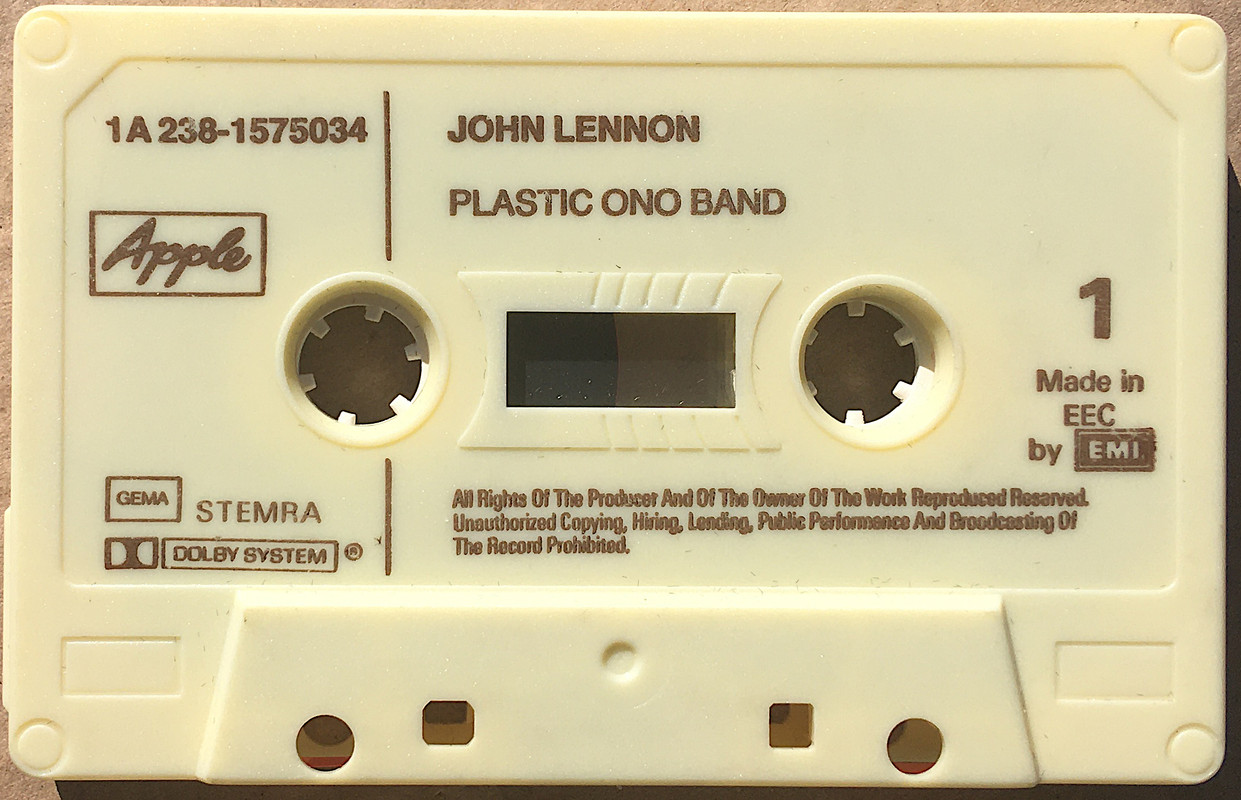 1A 238-1575034
JOHN LENNON
PLASTIC ONO BAND
Apple
1
Made in
EEC
by EMI
GEMA
STEMRA
DOLBY SYSTEM ®
All Rights Of The Producer And Of The Owner Of The Work Reproduced Reserved.
Unauthorized Copying, Hiring, Lending, Public Performance And Broadcasting Of
The Record Prohibited.